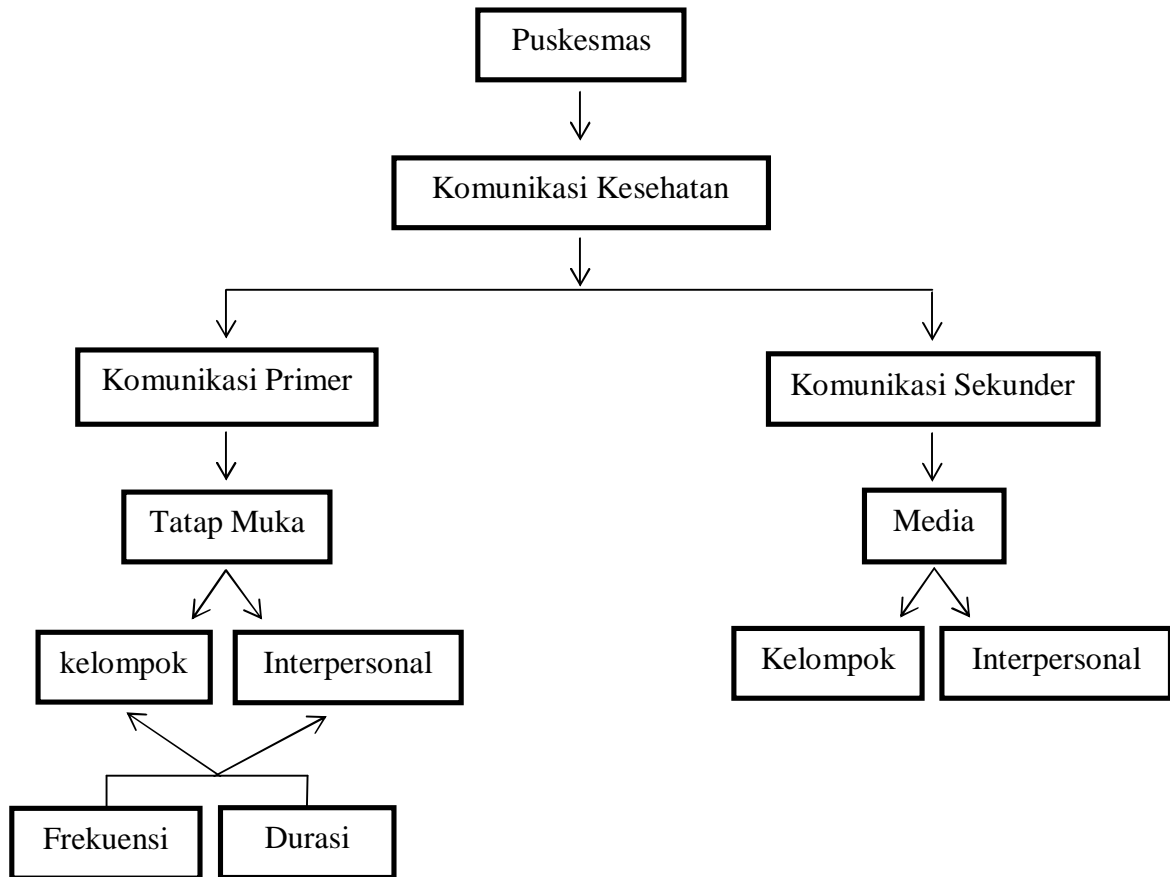 Puskesmas
Komunikasi Kesehatan
Komunikasi Primer
Komunikasi Sekunder
Tatap Muka
Media
kelompok
Interpersonal
Kelompok
Interpersonal
Frekuensi
Durasi